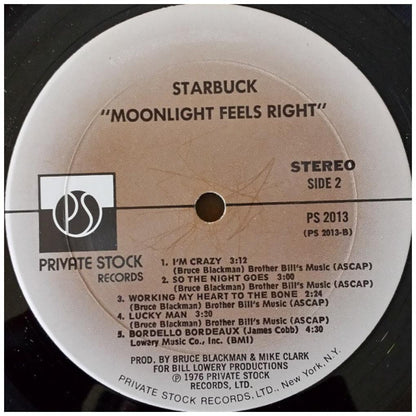 STARBUCK
"MOONLIGHT FEELS RIGHT"
STEREO
SIDE 2
PS
PS 2013
(PS 2013-B)
PRIVATE STOCK
RECORDS
1. I'M CRAZY 3:12
(Bruce Blackman) Brother Bill's Music (ASCAP)
2. SO THE NIGHT GOES 3:00
(Bruce Blackman) Brother Bill's Music (ASCAP)
3. WORKING MY HEART TO THE BONE 2:24
(Bruce Blackman) Brother Bill's Music (ASCAP)
4. LUCKY MAN 3:30
(Bruce Blackman) Brother Bill's Music (ASCAP)
5. BORDELLO BORDEAUX (James Cobb) 4:30
Lowery Music Co., Inc. (BMI)
PROD. BY BRUCE BLACKMAN & MIKE CLARK
FOR BILL LOWERY PRODUCTIONS
Ⓟ 1976 PRIVATE STOCK
RECORDS, LTD.
PRIVATE STOCK RECORDS, LTD., New York, N.Y.